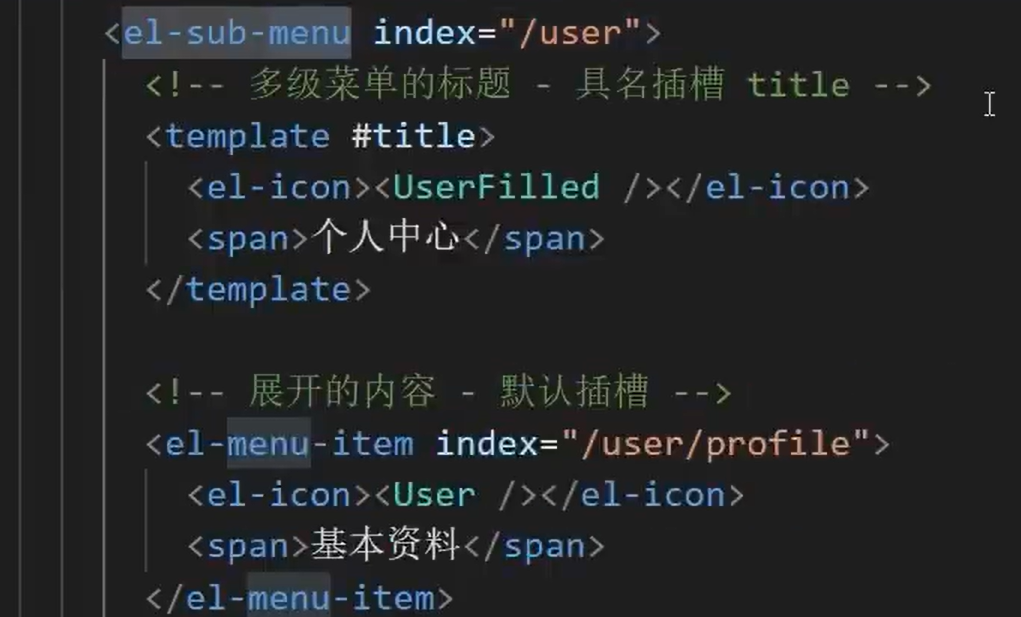 <el-sub-menu index="/user">
<!-- 多级菜单的标题 - 具名插槽 title -->
<template #title>
<el-icon><UserFilled /></el-icon>
<span>个人中心</span>
</template>
<!-- 展开的内容 - 默认插槽 -->
<el-menu-item index="/user/profile">
<el-icon><User /></el-icon>
<span>基本资料</span>
</el-menu-item>